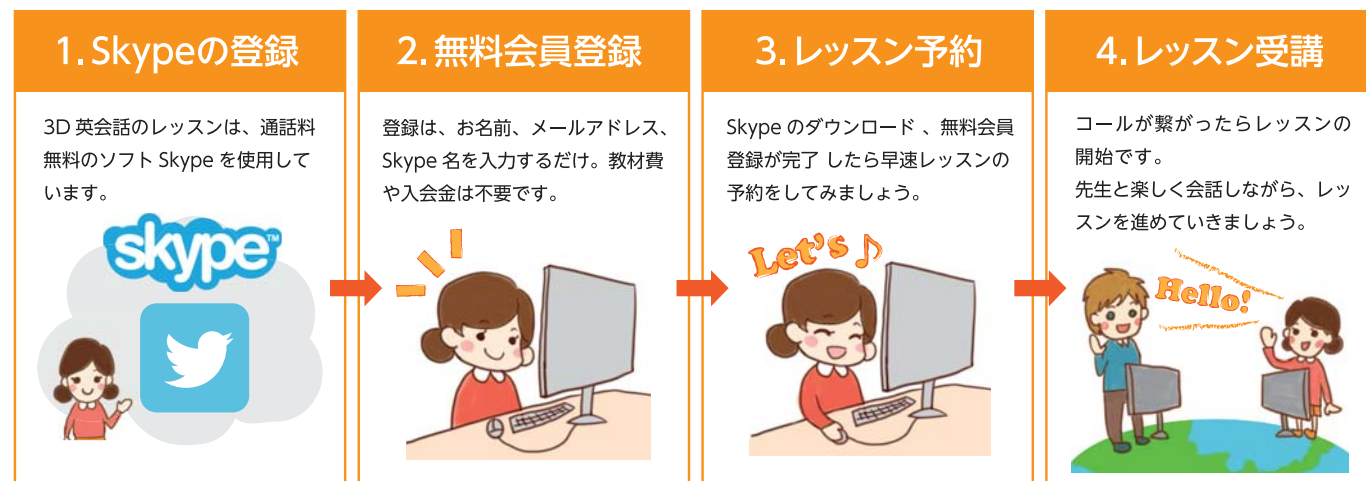 1.Skypeの登録
3D 英会話のレッスンは、通話料
無料のソフト Skype を使用して
います。
skype™
2.無料会員登録
登録は、お名前、メールアドレス、
Skype 名を入力するだけ。教材費
や入会金は不要です。
3.レッスン予約
Skype のダウンロード 、無料会員
登録が完了 したら早速レッスンの
予約をしてみましょう。
Let's♪
4.レッスン受講
コールが繋がったらレッスンの
開始です。
先生と楽しく会話しながら、レッ
スンを進めていきましょう。
Hello!